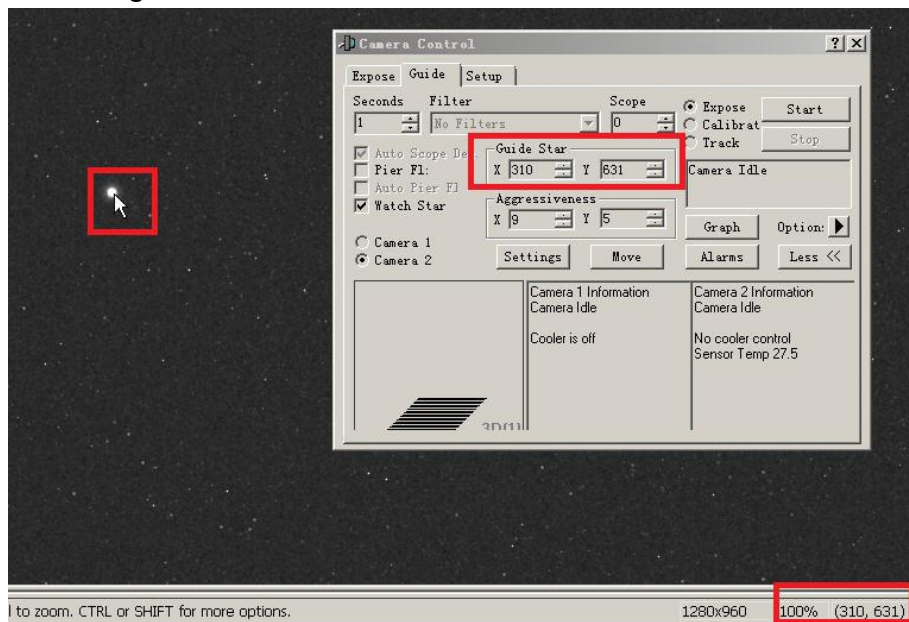 Camera Control
? X
Expose Guide Setup
Seconds Filter Scope
1 No Filters 0
Expose Start
Calibrat
Track Stop
Auto Scope De
Pier Fl:
Auto Pier Fl
Watch Star
Guide Star
X 310 Y 631
Camera Idle
Aggressiveness
X 9 Y 5
Graph Option:
Camera 1
Camera 2
Settings Move Alarms Less <<
Camera 1 Information
Camera Idle
Cooler is off
Camera 2 Information
Camera Idle
No cooler control
Sensor Temp 27.5
3D(1)
l to zoom. CTRL or SHIFT for more options. 1280x960 100% (310, 631)